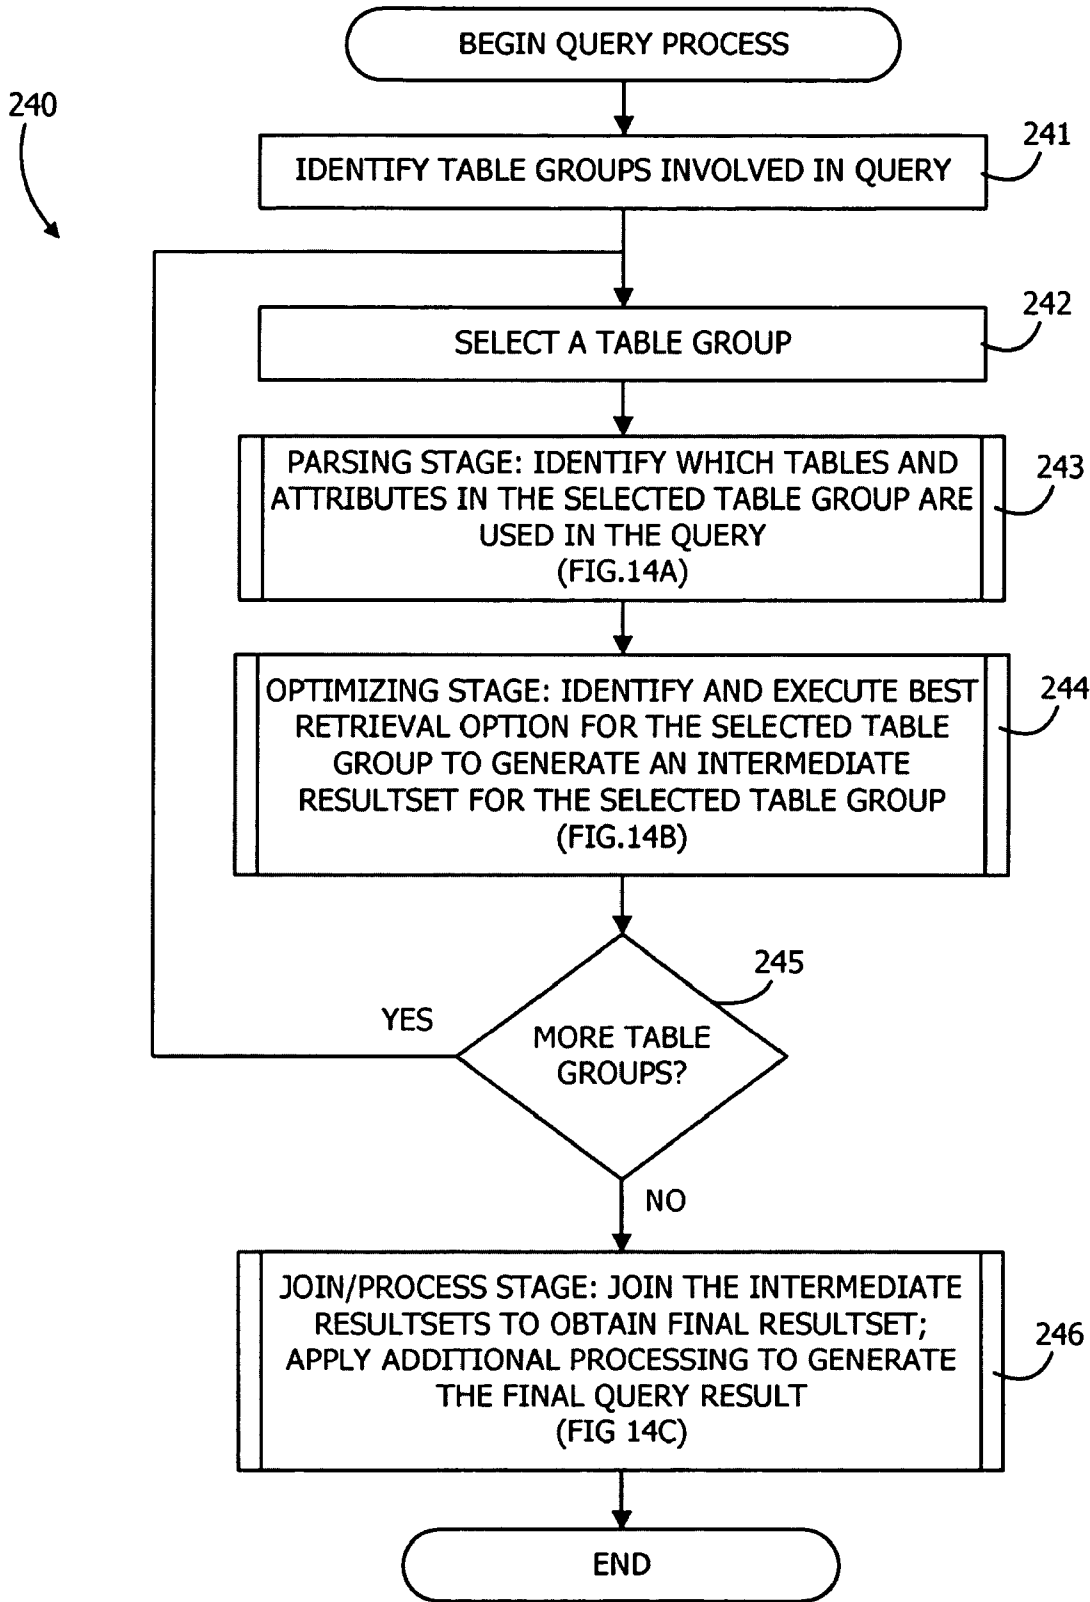 BEGIN QUERY PROCESS
240
241
IDENTIFY TABLE GROUPS INVOLVED IN QUERY
242
SELECT A TABLE GROUP
PARSING STAGE: IDENTIFY WHICH TABLES AND
ATTRIBUTES IN THE SELECTED TABLE GROUP ARE
USED IN THE QUERY
(FIG.14A)
243
OPTIMIZING STAGE: IDENTIFY AND EXECUTE BEST
RETRIEVAL OPTION FOR THE SELECTED TABLE
GROUP TO GENERATE AN INTERMEDIATE
RESULTSET FOR THE SELECTED TABLE GROUP
(FIG.14B)
244
245
YES
MORE TABLE
GROUPS?
NO
JOIN/PROCESS STAGE: JOIN THE INTERMEDIATE
RESULTSETS TO OBTAIN FINAL RESULTSET;
APPLY ADDITIONAL PROCESSING TO GENERATE
THE FINAL QUERY RESULT
(FIG 14C)
246
END